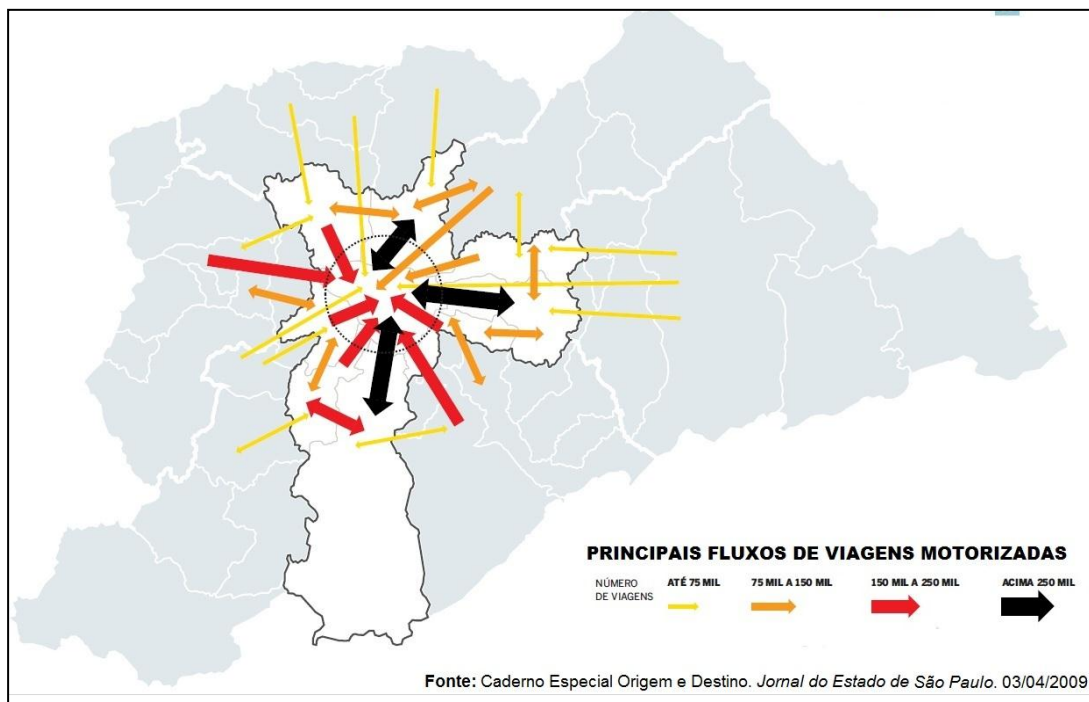 PRINCIPAIS FLUXOS DE VIAGENS MOTORIZADAS
NÚMERO DE VIAGENS
ATÉ 75 MIL
75 MIL A 150 MIL
150 MIL A 250 MIL
ACIMA 250 MIL
Fonte: Caderno Especial Origem e Destino. Jornal do Estado de São Paulo. 03/04/2009